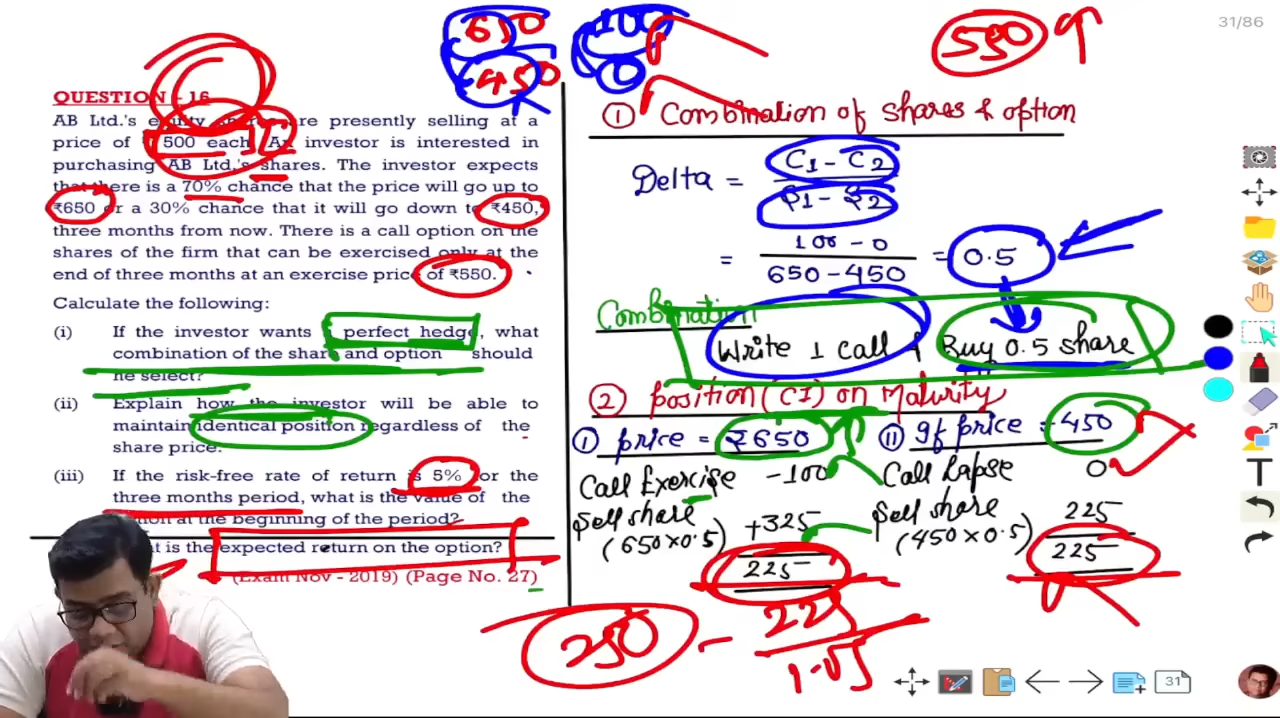 650 100
450 0
550
31/86
QUESTION - 16
AB Ltd.'s equity shares are presently selling at a
price of ₹ 500 each. An investor is interested in
purchasing AB Ltd,'s shares. The investor expects
that there is a 70% chance that the price will go up to
₹650 or a 30% chance that it will go down to ₹450,
three months from now. There is a call option on the
shares of the firm that can be exercised only at the
end of three months at an exercise price of ₹550.
Calculate the following:
(i) If the investor wants perfect hedge, what
combination of the share and option should
he select?
(ii) Explain how the investor will be able to
maintain identical position regardless of the
share price.
(iii) If the risk-free rate of return is 5% for the
three months period, what is the value of the
option at the beginning of the period?
is the expected return on the option?
(Exam Nov - 2019) (Page No. 27)
① Combination of shares & option
Delta = C1 - C2
S1 - S2
= 100 - 0 = 0.5
650 - 450
Combination
Write 1 call & Buy 0.5 share
② Position (CI) on Maturity
① price = ₹650
Call Exercise - 100
Sell share
(650 × 0.5) + 325
225
⑪ If price = 450
Call Lapse 0
Sell share 225
(450 × 0.5)
225
250 - 225
1.05
31